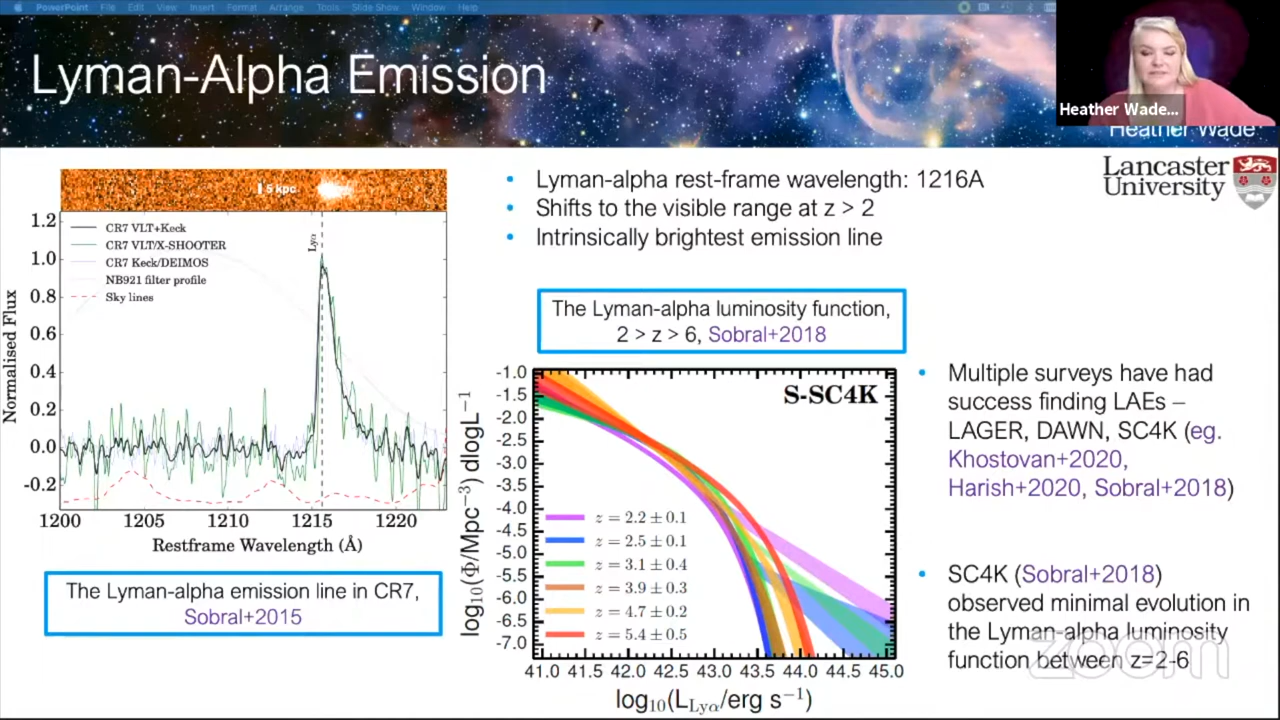 PowerPoint File Edit View Insert Format Arrange Tools Slide Show Window Help
Lyman-Alpha Emission
Heather Wade...
Heather Wade
Lancaster
University
5 kpc
1.2
1.0
0.8
0.6
0.4
0.2
0.0
-0.2
Normalised Flux
CR7 VLT+Keck
CR7 VLT/X-SHOOTER
CR7 Keck/DEIMOS
NB921 filter profile
Sky lines
Lyα
1200 1205 1210 1215 1220
Restframe Wavelength (Å)
The Lyman-alpha emission line in CR7,
Sobral+2015
• Lyman-alpha rest-frame wavelength: 1216A
• Shifts to the visible range at z > 2
• Intrinsically brightest emission line
The Lyman-alpha luminosity function,
2 > z > 6, Sobral+2018
-1.0
-1.5
-2.0
-2.5
-3.0
-3.5
-4.0
-4.5
-5.0
-5.5
-6.0
-6.5
-7.0
log₁₀(Φ/Mpc⁻³) dlogL⁻¹
S-SC4K
z = 2.2 ± 0.1
z = 2.5 ± 0.1
z = 3.1 ± 0.4
z = 3.9 ± 0.3
z = 4.7 ± 0.2
z = 5.4 ± 0.5
41.0 41.5 42.0 42.5 43.0 43.5 44.0 44.5 45.0
log₁₀(L_Lyα/erg s⁻¹)
• Multiple surveys have had
success finding LAEs –
LAGER, DAWN, SC4K (eg.
Khostovan+2020,
Harish+2020, Sobral+2018)
• SC4K (Sobral+2018)
observed minimal evolution in
the Lyman-alpha luminosity
function between z=2-6
zoom